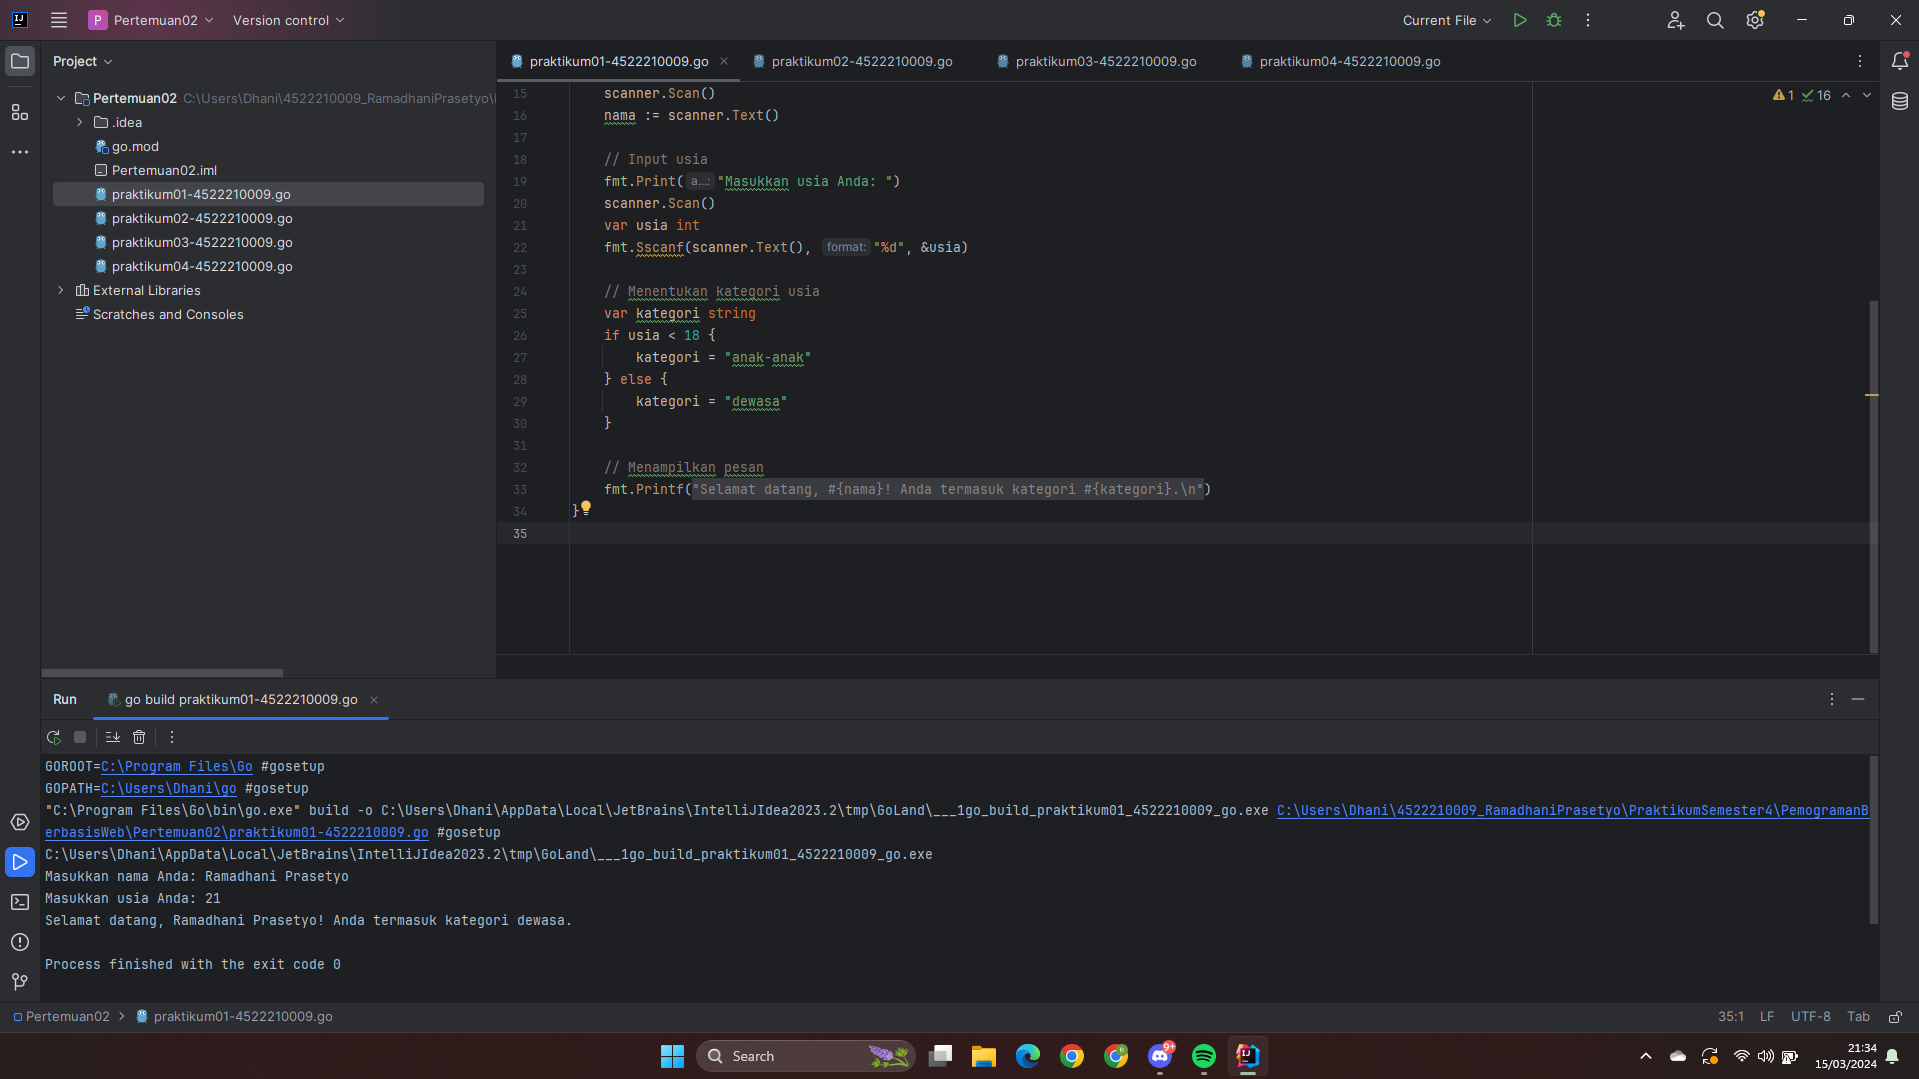 P Pertemuan02 Version control Current File
Project
praktikum01-4522210009.go praktikum02-4522210009.go praktikum03-4522210009.go praktikum04-4522210009.go
Pertemuan02 C:\Users\Dhani\4522210009_RamadhaniPrasetyo\
.idea
go.mod
Pertemuan02.iml
praktikum01-4522210009.go
praktikum02-4522210009.go
praktikum03-4522210009.go
praktikum04-4522210009.go
External Libraries
Scratches and Consoles
1 16
15 scanner.Scan()
16 nama := scanner.Text()
17
18 // Input usia
19 fmt.Print( a...: "Masukkan usia Anda: ")
20 scanner.Scan()
21 var usia int
22 fmt.Sscanf(scanner.Text(), format: "%d", &usia)
23
24 // Menentukan kategori usia
25 var kategori string
26 if usia < 18 {
27 kategori = "anak-anak"
28 } else {
29 kategori = "dewasa"
30 }
31
32 // Menampilkan pesan
33 fmt.Printf("Selamat datang, #{nama}! Anda termasuk kategori #{kategori}.\n")
34 }
35
Run go build praktikum01-4522210009.go
GOROOT=C:\Program Files\Go #gosetup
GOPATH=C:\Users\Dhani\go #gosetup
"C:\Program Files\Go\bin\go.exe" build -o C:\Users\Dhani\AppData\Local\JetBrains\IntelliJIdea2023.2\tmp\GoLand\___1go_build_praktikum01_4522210009_go.exe C:\Users\Dhani\4522210009_RamadhaniPrasetyo\PraktikumSemester4\PemogramanB
erbasisWeb\Pertemuan02\praktikum01-4522210009.go #gosetup
C:\Users\Dhani\AppData\Local\JetBrains\IntelliJIdea2023.2\tmp\GoLand\___1go_build_praktikum01_4522210009_go.exe
Masukkan nama Anda: Ramadhani Prasetyo
Masukkan usia Anda: 21
Selamat datang, Ramadhani Prasetyo! Anda termasuk kategori dewasa.
Process finished with the exit code 0
Pertemuan02 > praktikum01-4522210009.go 35:1 LF UTF-8 Tab
Search
9+
21:34
15/03/2024